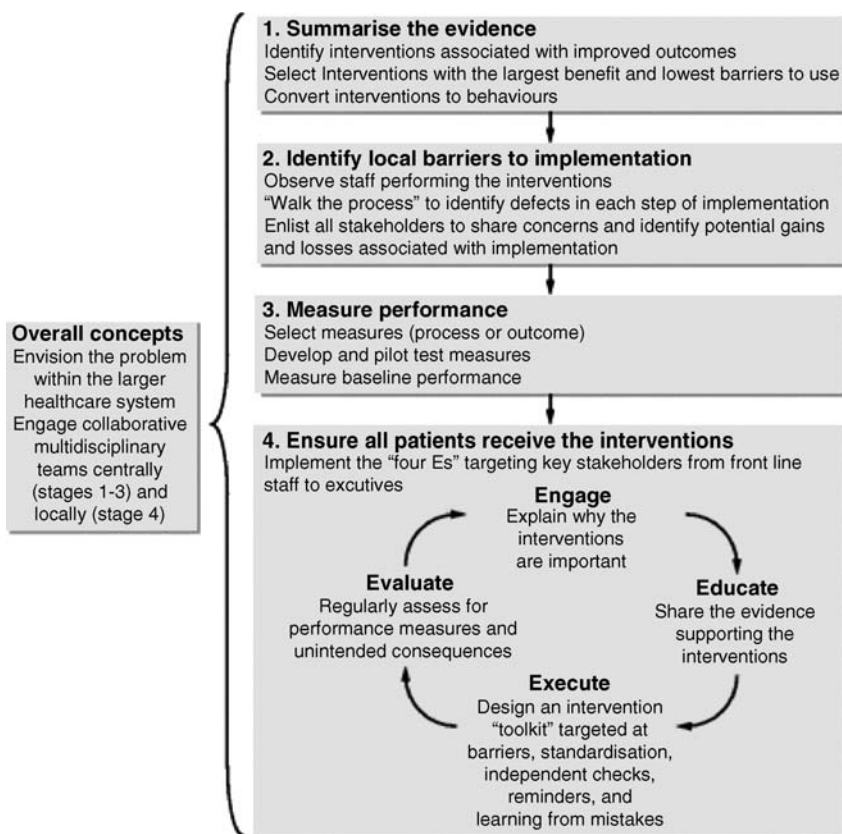 1. Summarise the evidence
Identify interventions associated with improved outcomes
Select Interventions with the largest benefit and lowest barriers to use
Convert interventions to behaviours
2. Identify local barriers to implementation
Observe staff performing the interventions
“Walk the process” to identify defects in each step of implementation
Enlist all stakeholders to share concerns and identify potential gains
and losses associated with implementation
Overall concepts
Envision the problem
within the larger
healthcare system
Engage collaborative
multidisciplinary
teams centrally
(stages 1-3) and
locally (stage 4)
3. Measure performance
Select measures (process or outcome)
Develop and pilot test measures
Measure baseline performance
4. Ensure all patients receive the interventions
Implement the “four Es” targeting key stakeholders from front line
staff to excutives
Engage
Explain why the
interventions
are important
Educate
Share the evidence
supporting the
interventions
Execute
Design an intervention
“toolkit” targeted at
barriers, standardisation,
independent checks,
reminders, and
learning from mistakes
Evaluate
Regularly assess for
performance measures and
unintended consequences